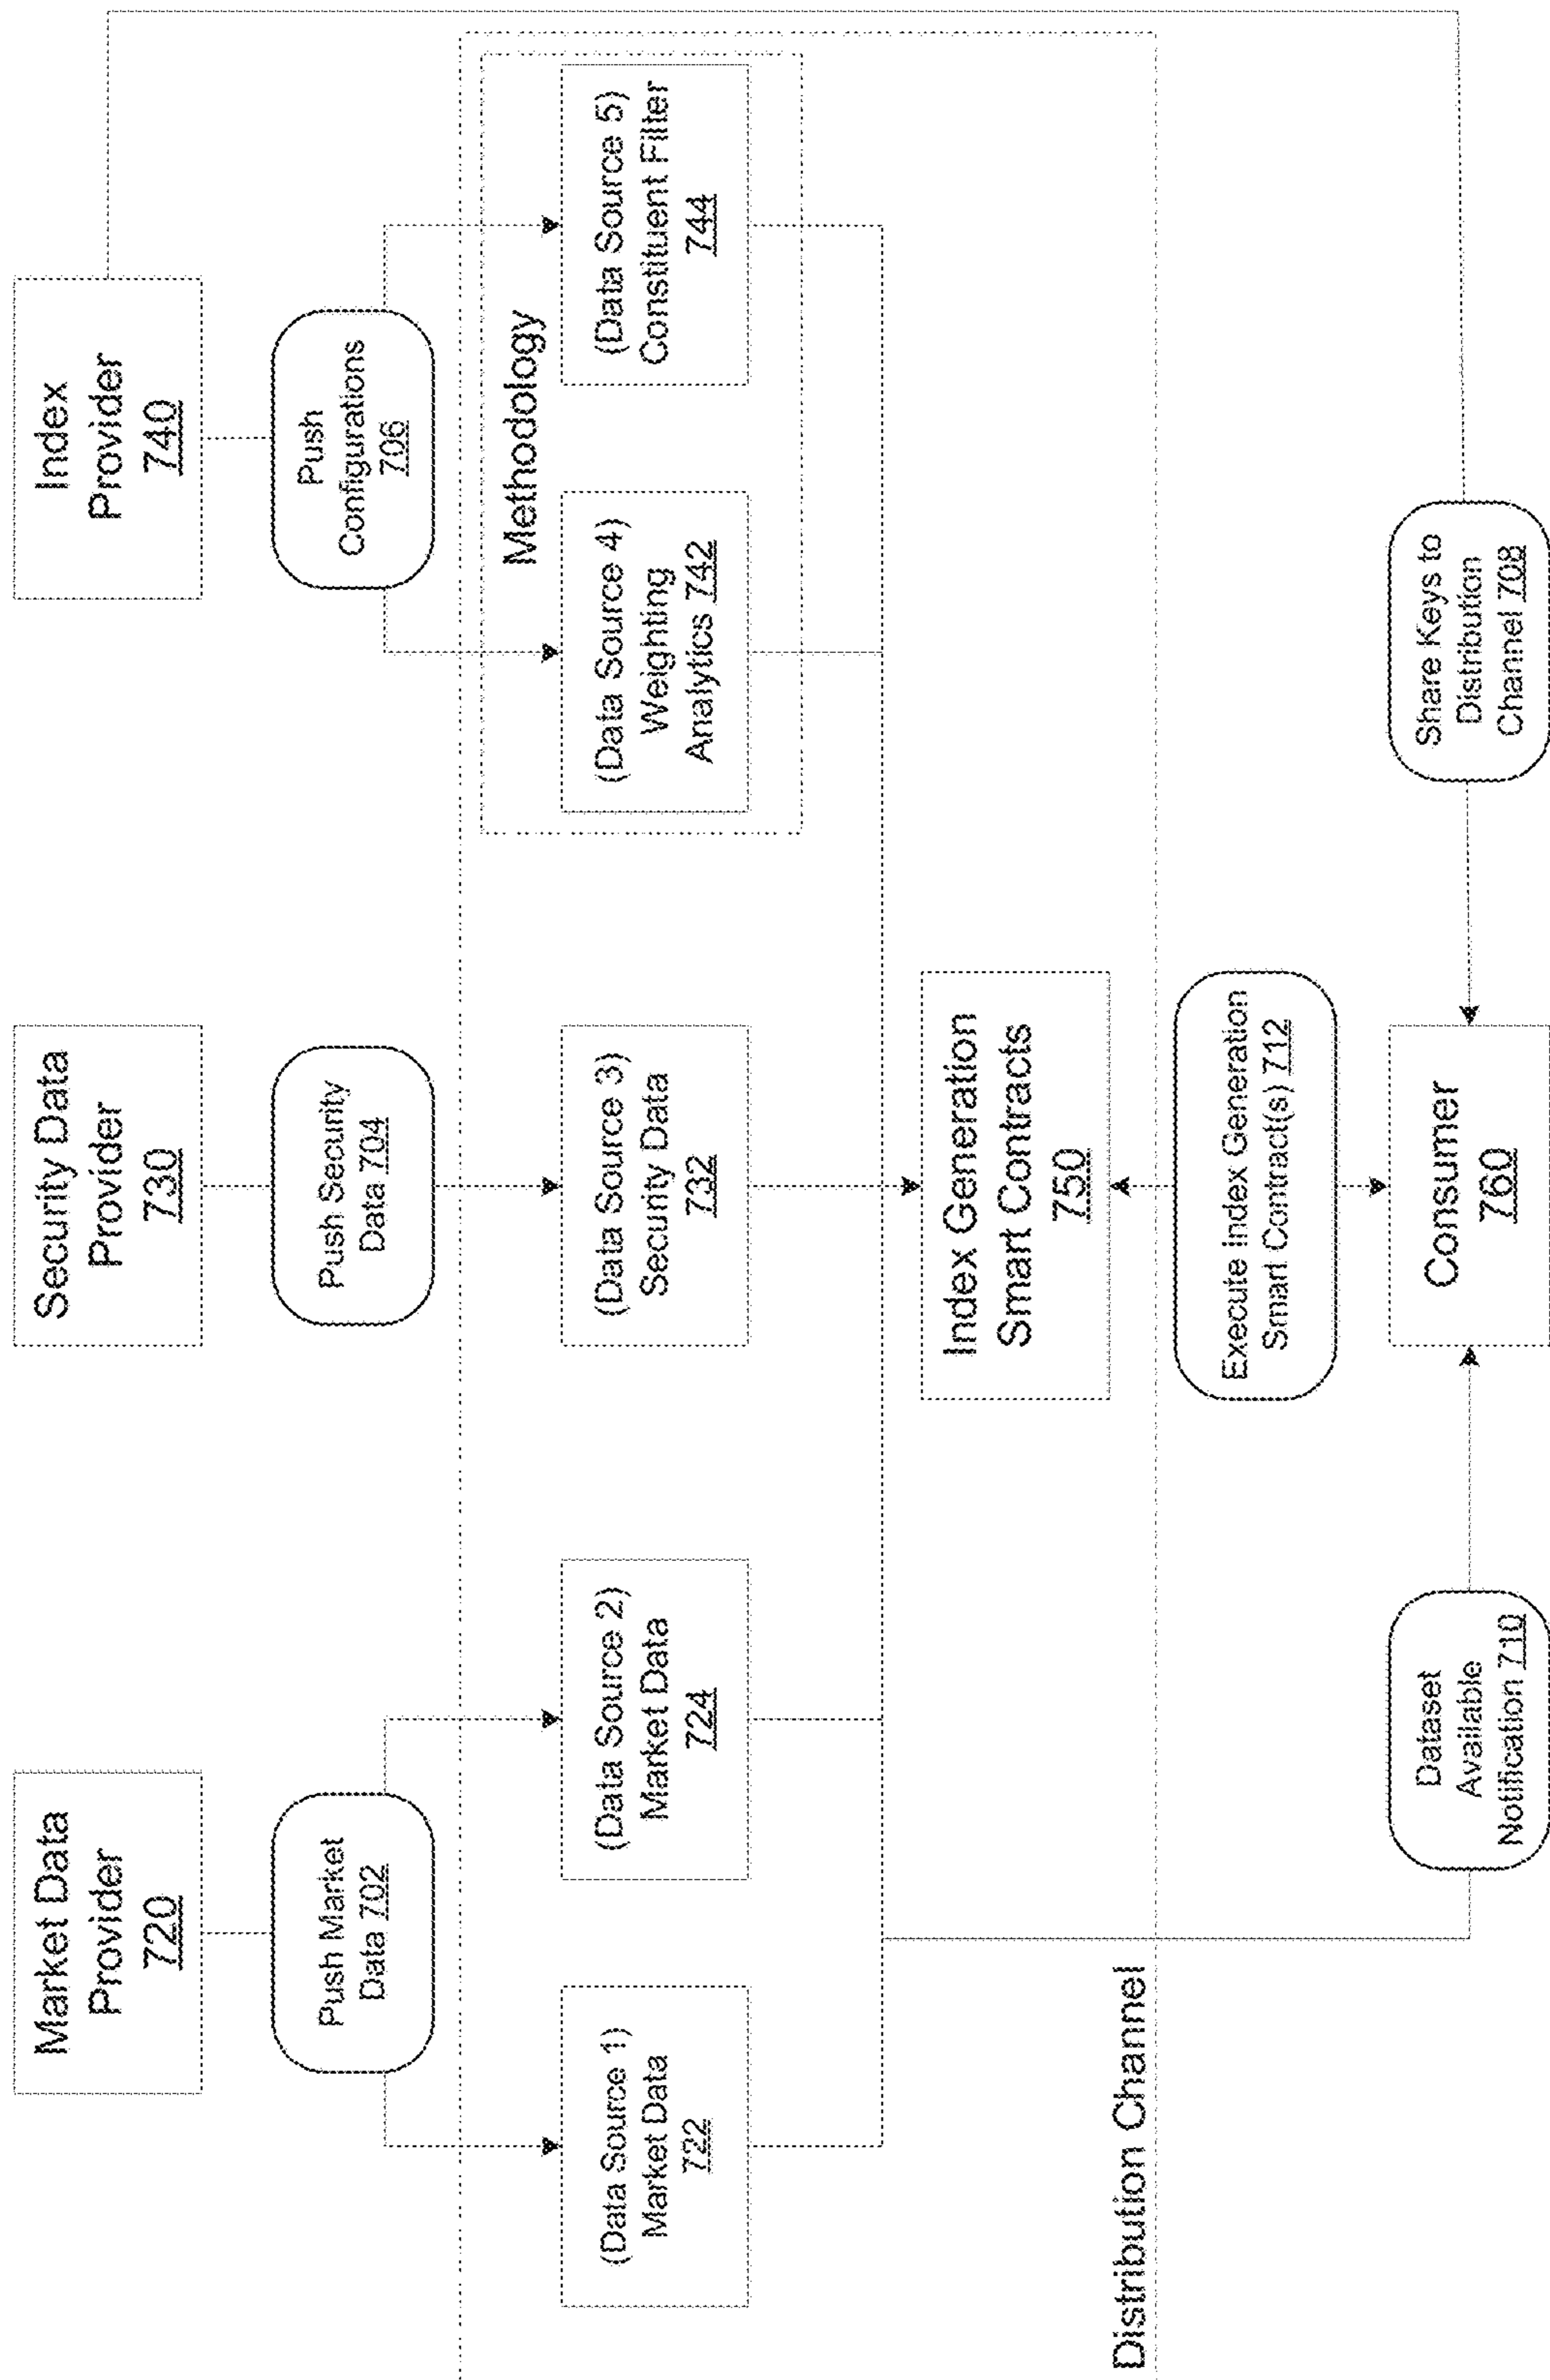 Market Data
Provider
720
Security Data
Provider
730
Index
Provider
740
Push Market
Data 702
Push Security
Data 704
Push
Configurations
706
Methodology
(Data Source 1)
Market Data
722
(Data Source 2)
Market Data
724
(Data Source 3)
Security Data
732
(Data Source 4)
Weighting
Analytics 742
(Data Source 5)
Constituent Filter
744
Index Generation
Smart Contracts
750
Distribution Channel
Execute Index Generation
Smart Contract(s) 712
Dataset
Available
Notification 710
Consumer
760
Share Keys to
Distribution
Channel 708